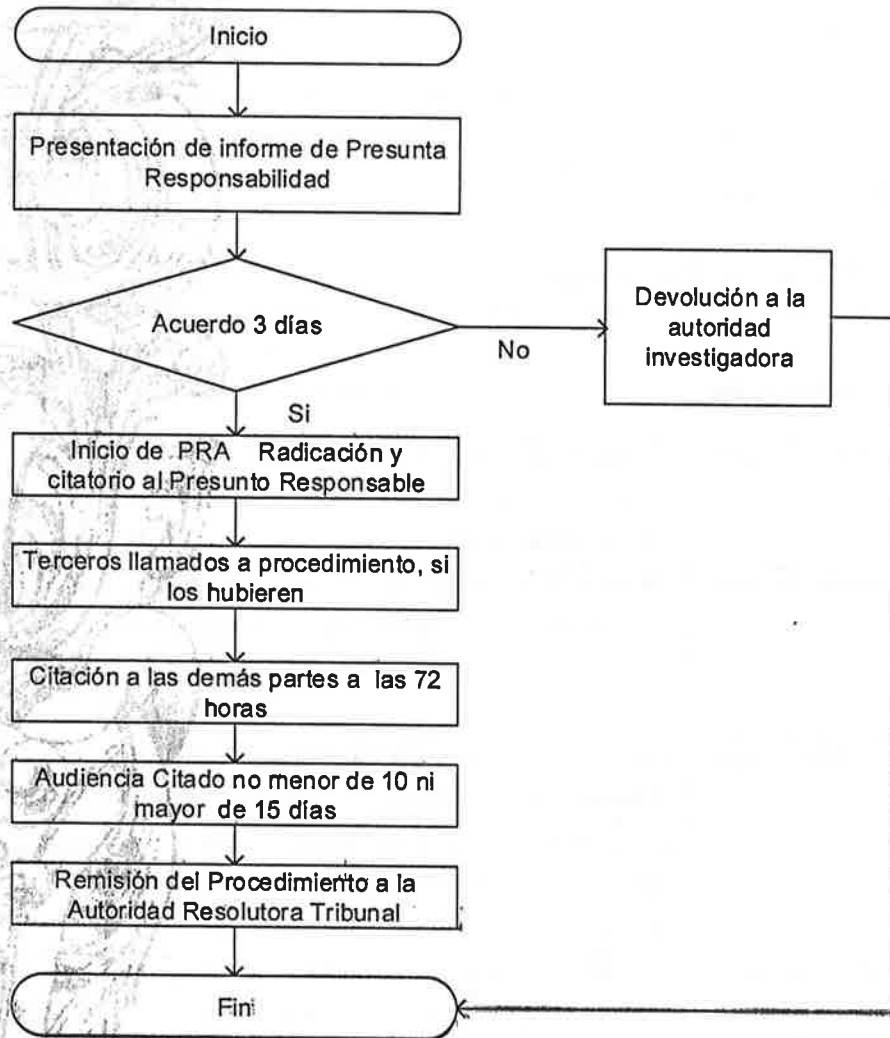 Inicio
Presentación de informe de Presunta
Responsabilidad
Acuerdo 3 días
No
Devolución a la
autoridad
investigadora
Si
Inicio de PRA Radicación y
citatorio al Presunto Responsable
Terceros llamados a procedimiento, si
los hubieren
Citación a las demás partes a las 72
horas
Audiencia Citado no menor de 10 ni
mayor de 15 días
Remisión del Procedimiento a la
Autoridad Resolutora Tribunal
Fin